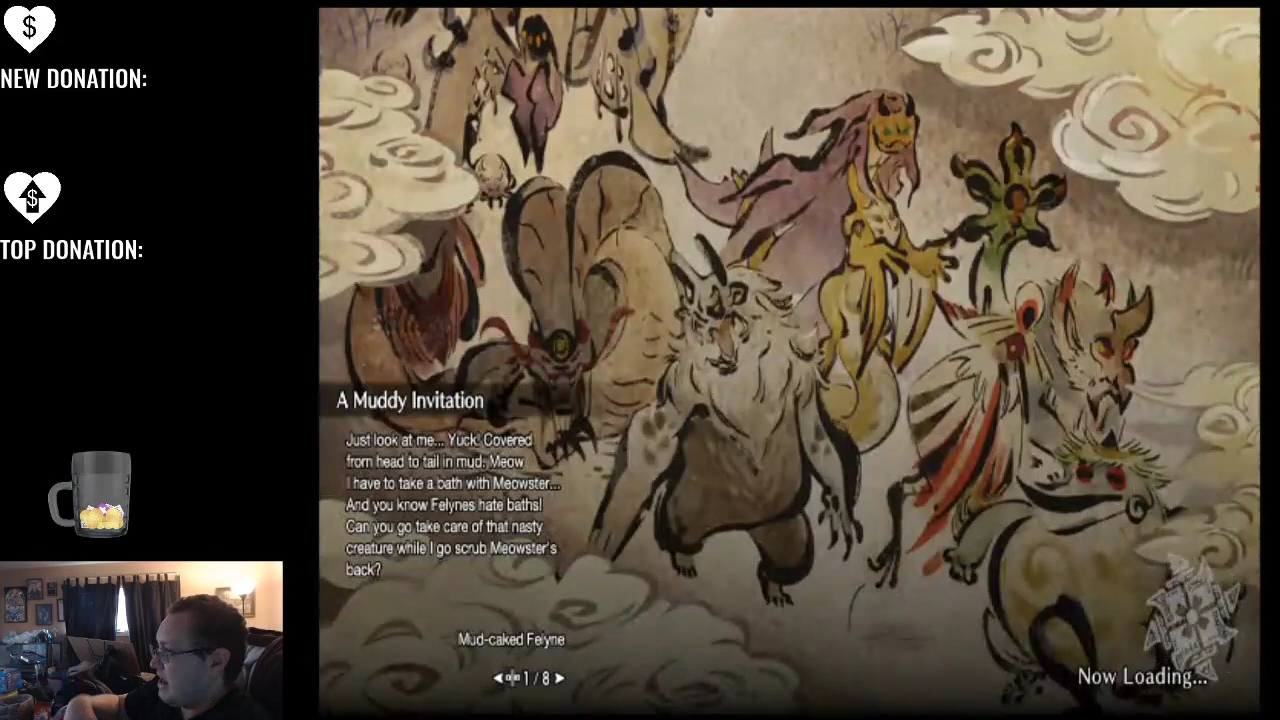 $
NEW DONATION:
$
TOP DONATION:
A Muddy Invitation
Just look at me... Yuck! Covered
from head to tail in mud. Meow
I have to take a bath with Meowster...
And you know Felynes hate baths!
Can you go take care of that nasty
creature while I go scrub Meowster's
back?
Mud-caked Felyne
1 / 8
Now Loading...